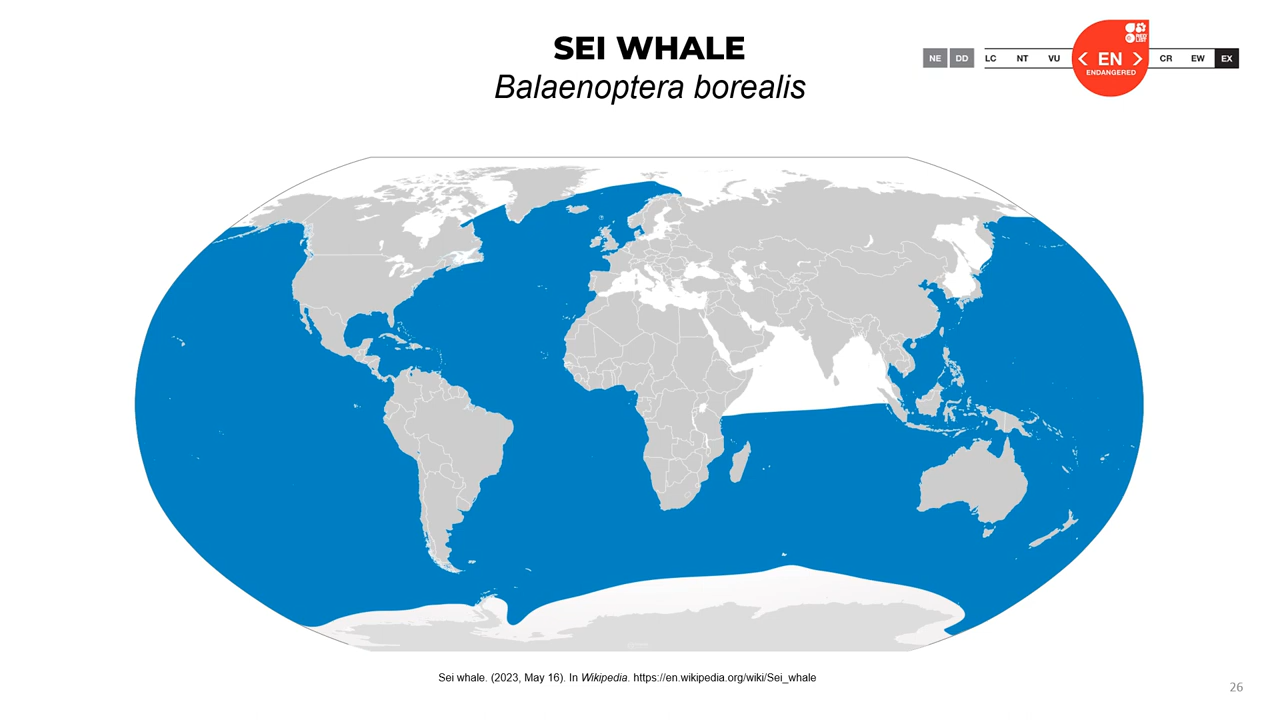 SEI WHALE
Balaenoptera borealis
NE DD LC NT VU < EN > CR EW EX
ENDANGERED
Sei whale. (2023, May 16). In Wikipedia. https://en.wikipedia.org/wiki/Sei_whale
26